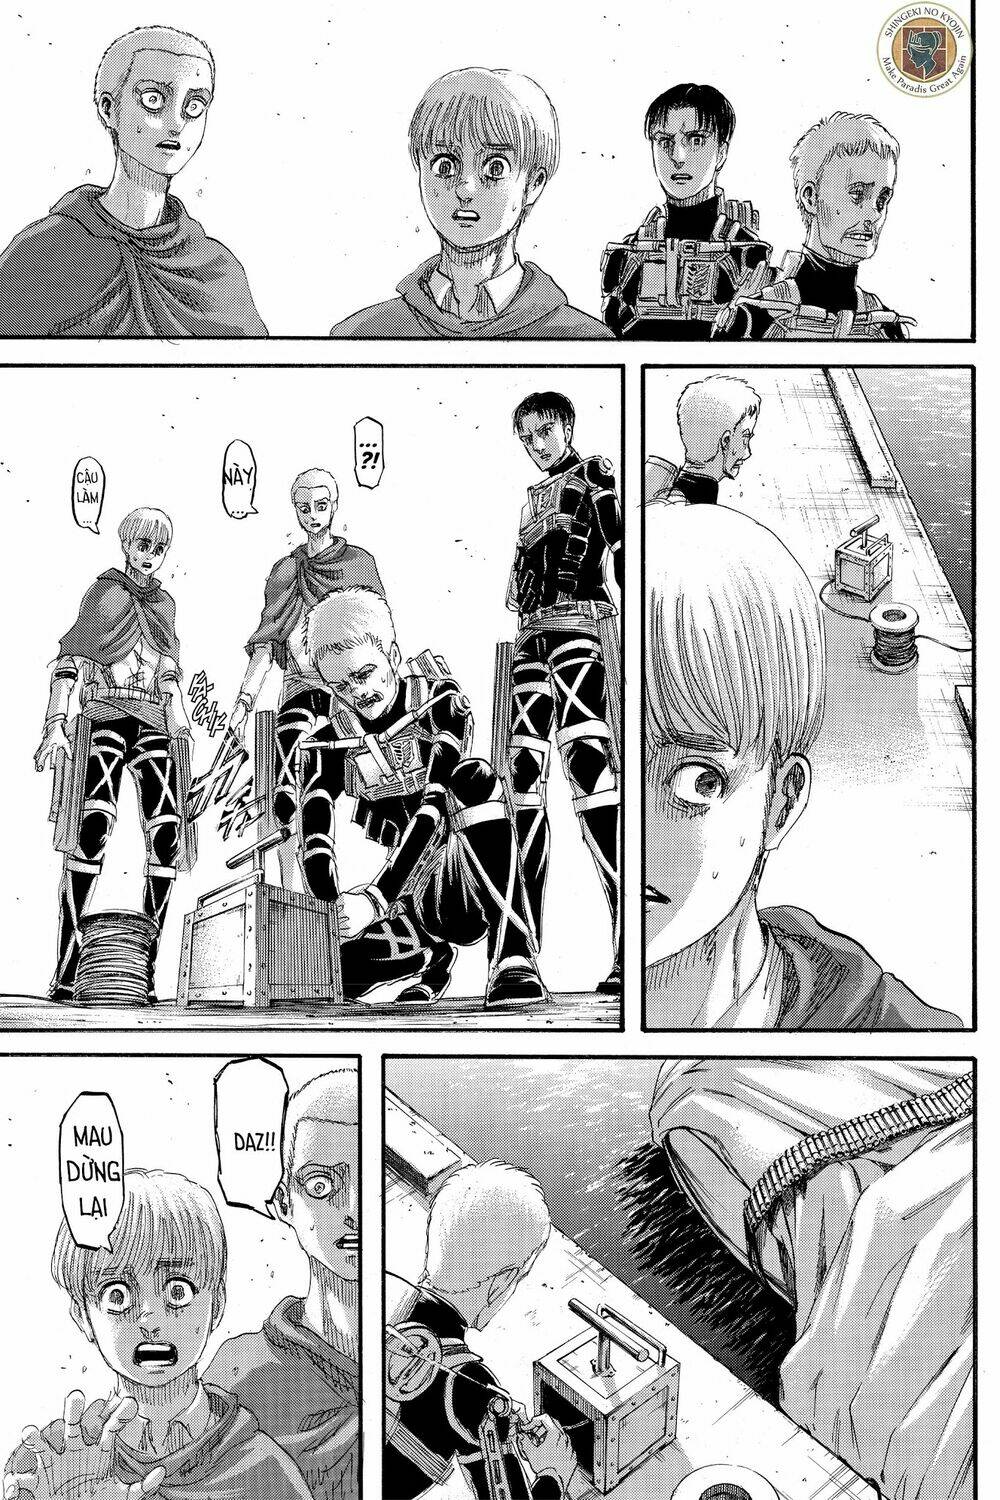 SHINGEKI NO KYOJIN
Make Paradis Great Again
...
?!
NÀY
CẬU
LÀM
...
DAZ!!
MAU
DỪNG
LẠI